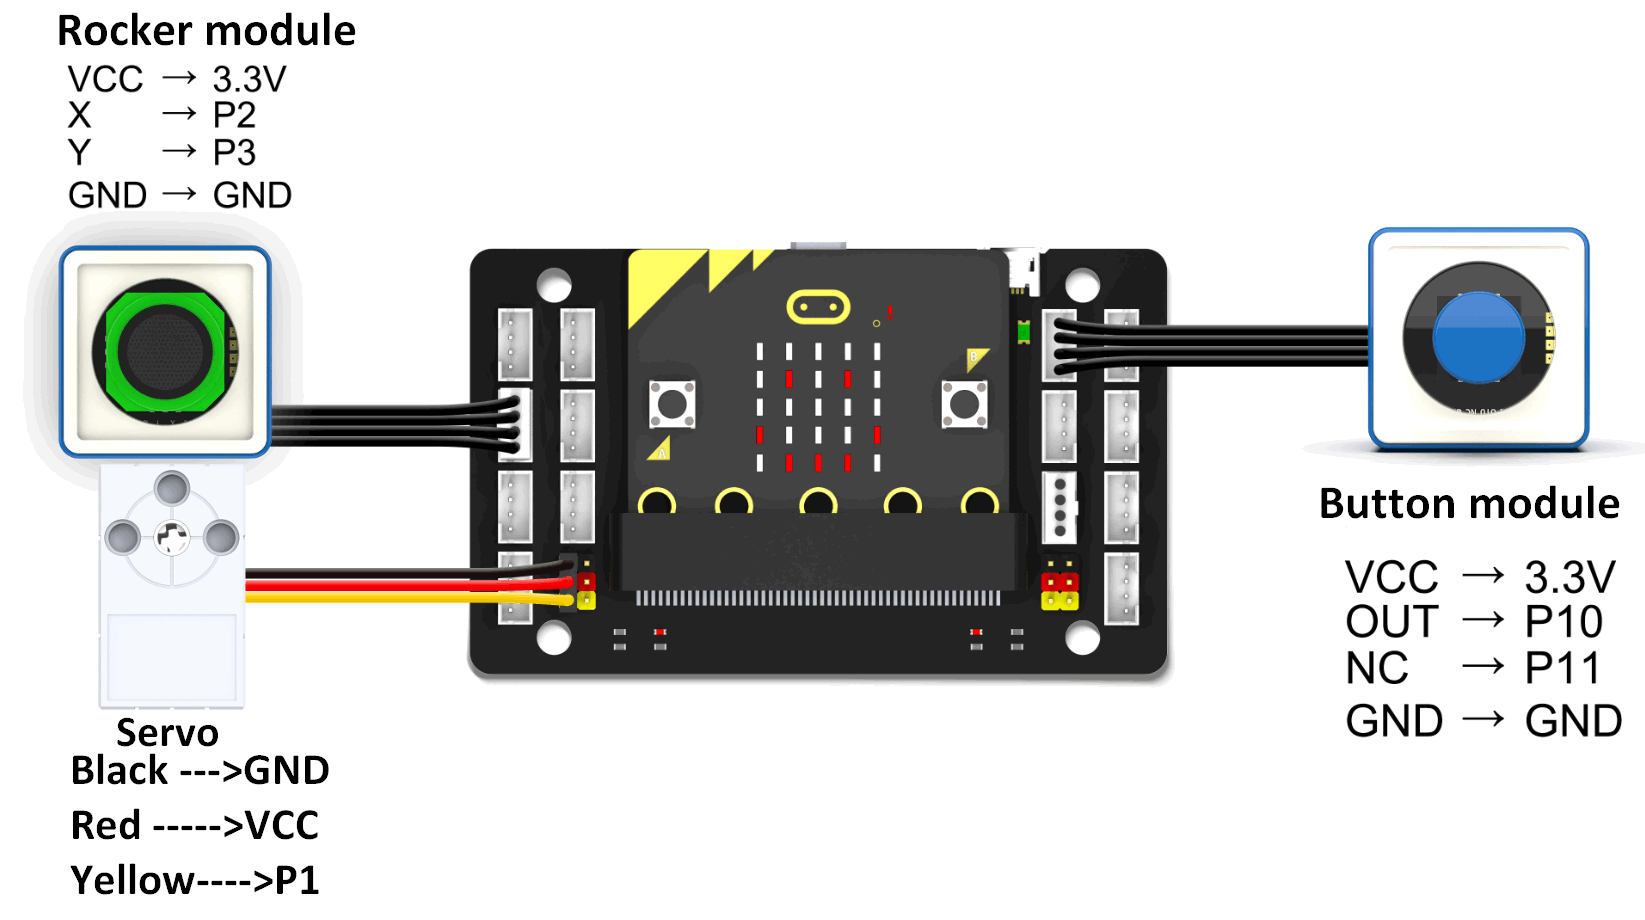 Rocker module
VCC → 3.3V
X → P2
Y → P3
GND → GND
A
B
Button module
VCC → 3.3V
OUT → P10
NC → P11
GND → GND
Servo
Black --->GND
Red ----->VCC
Yellow---->P1